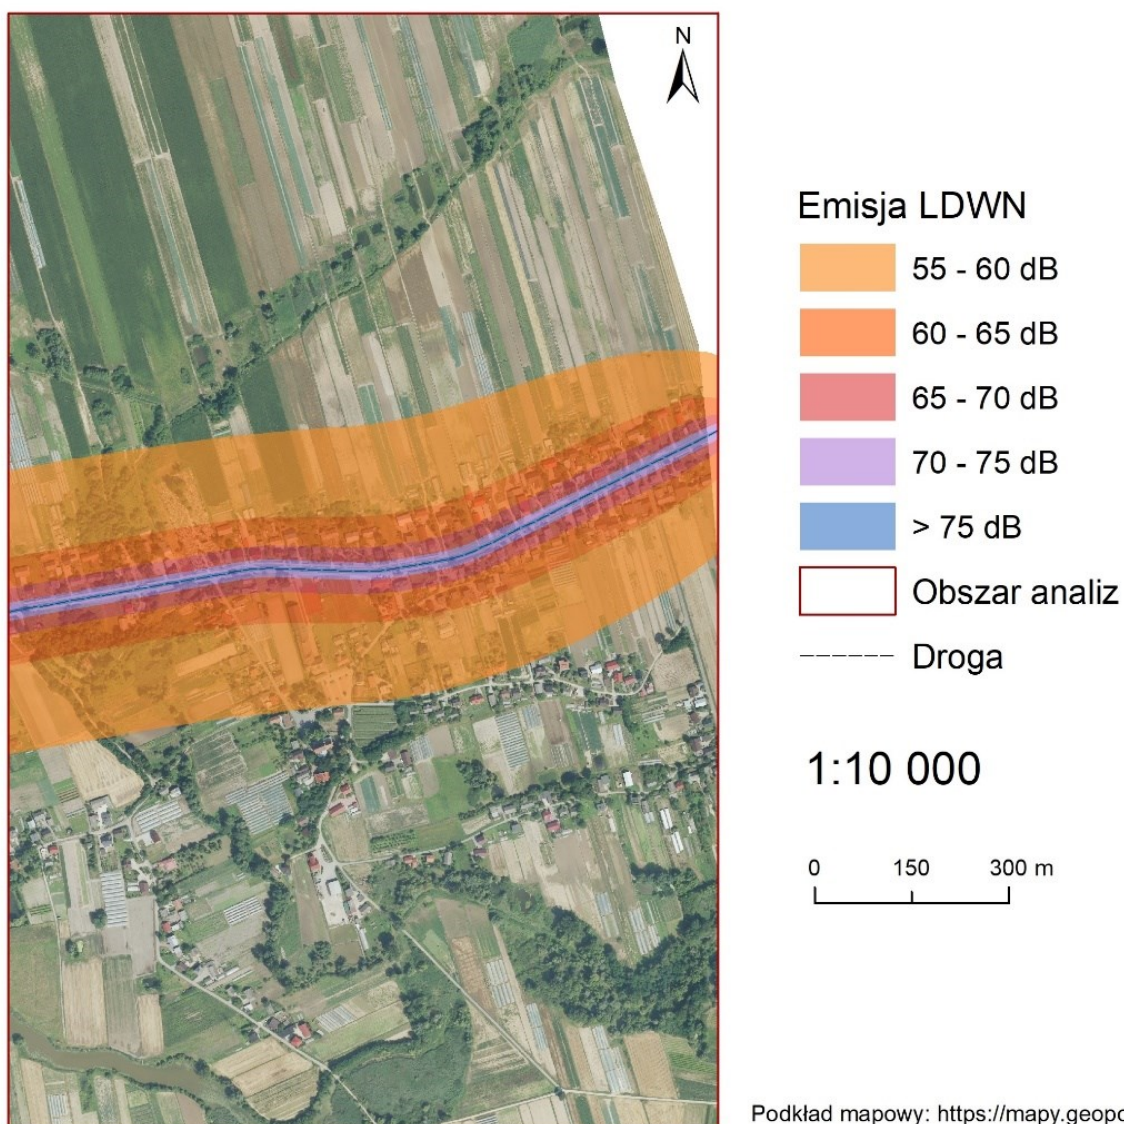 N
Emisja LDWN
55 - 60 dB
60 - 65 dB
65 - 70 dB
70 - 75 dB
> 75 dB
Obszar analiz
Droga
1:10 000
0 150 300 m
Podkład mapowy: https://mapy.geopo